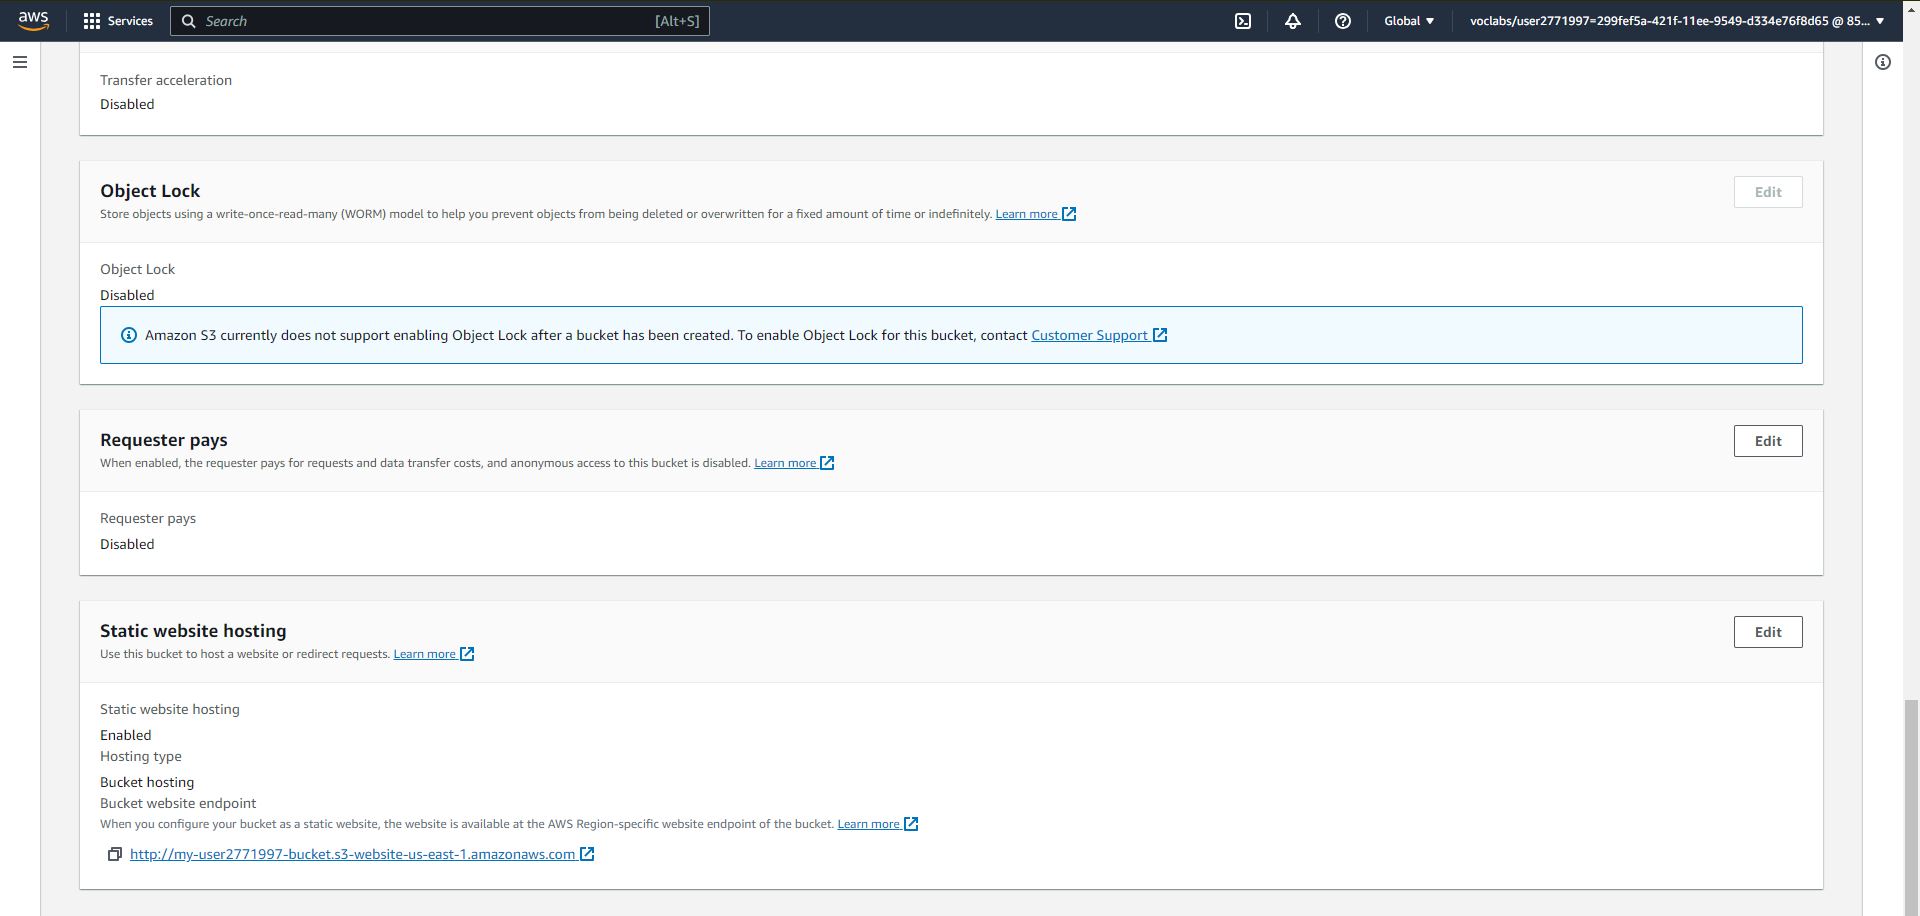 aws
Services
Search
[Alt+S]
Global
voclabs/user2771997=299fef5a-421f-11ee-9549-d334e76f8d65 @ 85...
Transfer acceleration
Disabled
Object Lock
Edit
Store objects using a write-once-read-many (WORM) model to help you prevent objects from being deleted or overwritten for a fixed amount of time or indefinitely. Learn more
Object Lock
Disabled
Amazon S3 currently does not support enabling Object Lock after a bucket has been created. To enable Object Lock for this bucket, contact Customer Support
Requester pays
Edit
When enabled, the requester pays for requests and data transfer costs, and anonymous access to this bucket is disabled. Learn more
Requester pays
Disabled
Static website hosting
Edit
Use this bucket to host a website or redirect requests. Learn more
Static website hosting
Enabled
Hosting type
Bucket hosting
Bucket website endpoint
When you configure your bucket as a static website, the website is available at the AWS Region-specific website endpoint of the bucket. Learn more
http://my-user2771997-bucket.s3-website-us-east-1.amazonaws.com